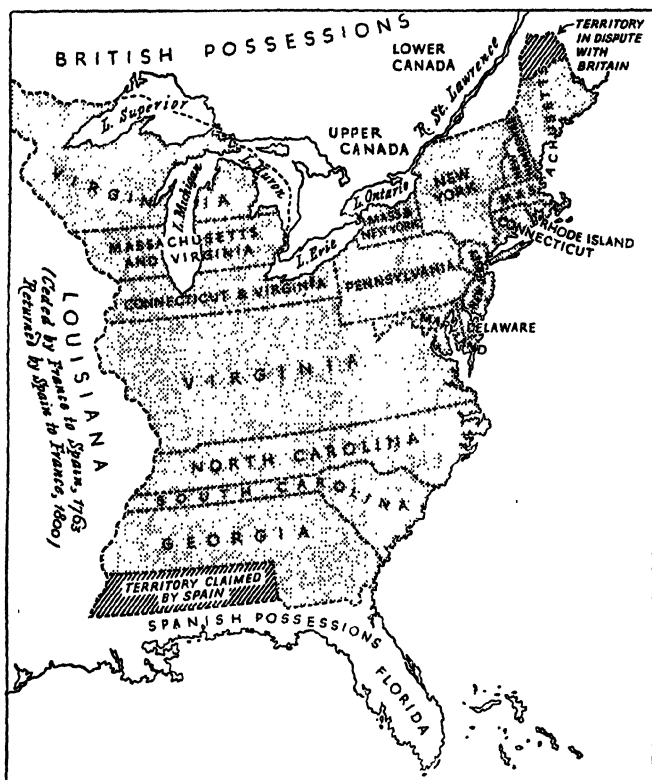 BRITISH POSSESSIONS
TERRITORY
IN DISPUTE
WITH
BRITAIN
LOWER
CANADA
R. St. Lawrence
L. Superior
UPPER
CANADA
L. Huron
L. Michigan
L. Ontario
L. Erie
NEW
YORK
MASS &
NEW YORK
MASSACHUSETTS
RHODE ISLAND
CONNECTICUT
VIRGINIA
MASSACHUSETTS
AND VIRGINIA
CONNECTICUT & VIRGINIA
PENNSYLVANIA
DELAWARE
MARYLAND
VIRGINIA
LOUISIANA
(Ceded by France to Spain, 1763
Returned by Spain to France, 1800)
NORTH CAROLINA
SOUTH CAROLINA
GEORGIA
TERRITORY CLAIMED
BY SPAIN
SPANISH POSSESSIONS
FLORIDA